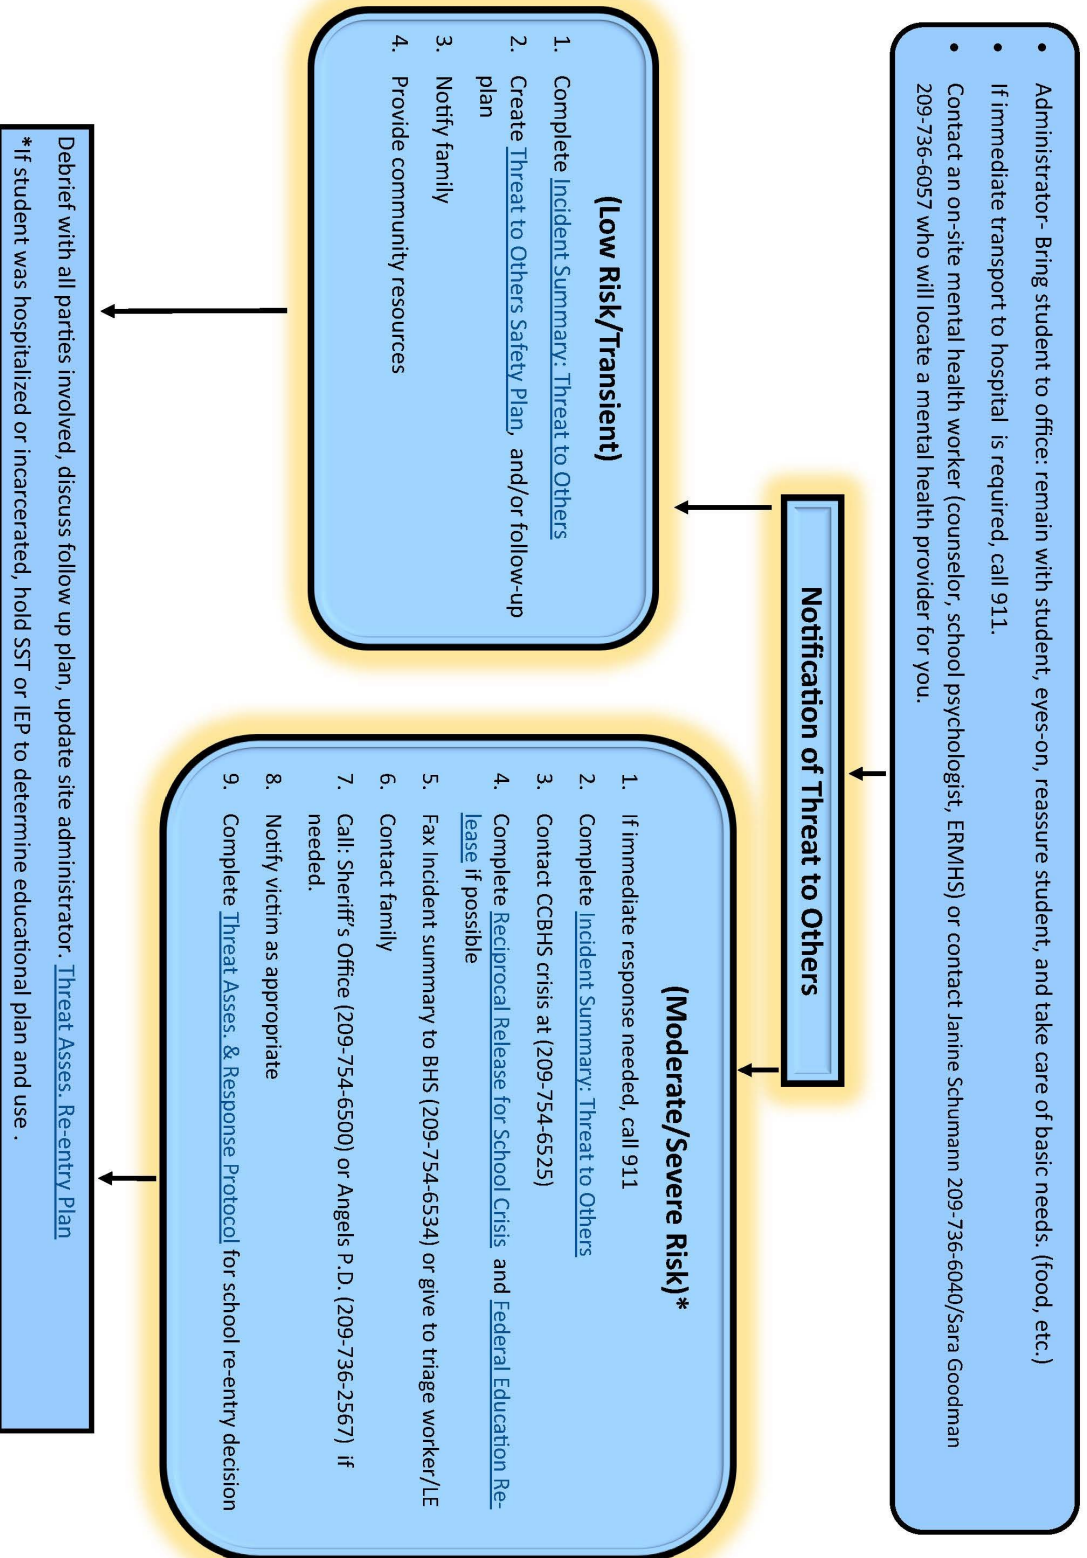 • Administrator- Bring student to office: remain with student, eyes-on, reassure student, and take care of basic needs. (food, etc.)
• If immediate transport to hospital is required, call 911.
• Contact an on-site mental health worker (counselor, school psychologist, ERMHS) or contact Janine Schumann 209-736-6040/Sara Goodman
209-736-6057 who will locate a mental health provider for you.
Notification of Threat to Others
(Low Risk/Transient)
1. Complete Incident Summary: Threat to Others
2. Create Threat to Others Safety Plan, and/or follow-up
plan
3. Notify family
4. Provide community resources
(Moderate/Severe Risk)*
1. If immediate response needed, call 911
2. Complete Incident Summary: Threat to Others
3. Contact CCBHS crisis at (209-754-6525)
4. Complete Reciprocal Release for School Crisis and Federal Education Re-
lease if possible
5. Fax Incident summary to BHS (209-754-6534) or give to triage worker/LE
6. Contact family
7. Call: Sheriff's Office (209-754-6500) or Angels P.D. (209-736-2567) if
needed.
8. Notify victim as appropriate
9. Complete Threat Asses. & Response Protocol for school re-entry decision
Debrief with all parties involved, discuss follow up plan, update site administrator. Threat Asses. Re-entry Plan
*If student was hospitalized or incarcerated, hold SST or IEP to determine educational plan and use .